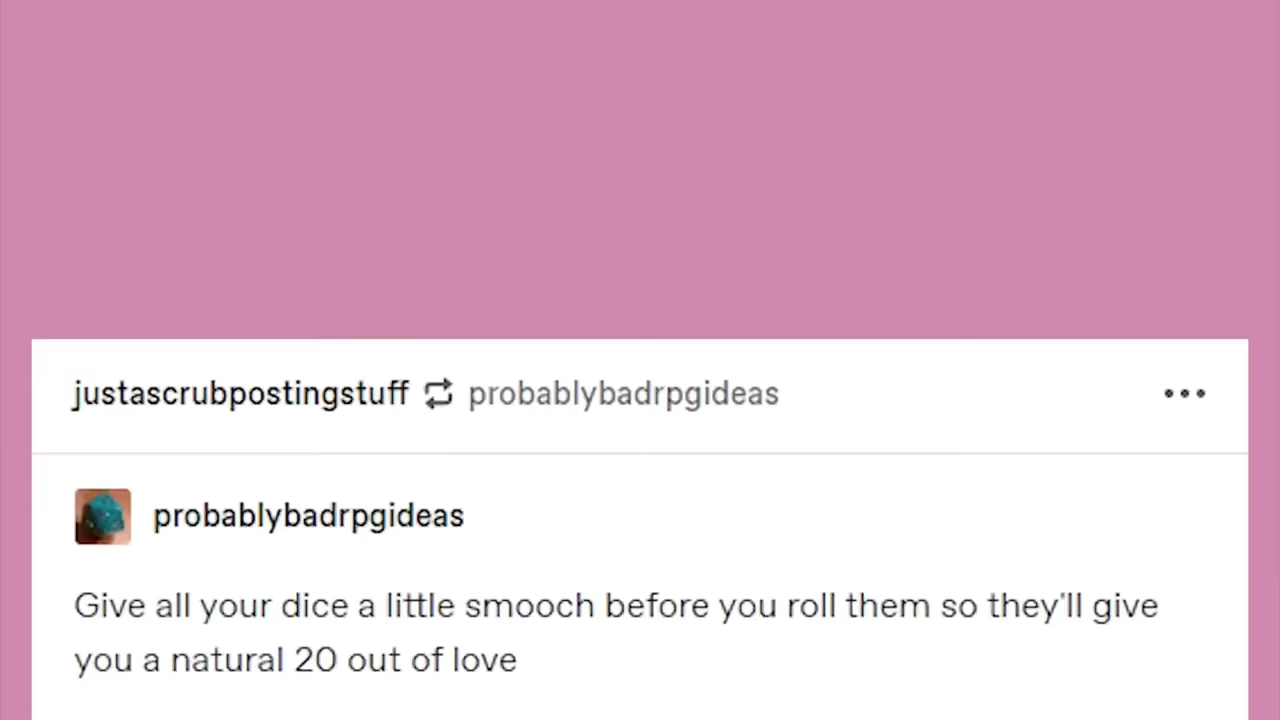 justascrubpostingstuff probablybadrpgideas
probablybadrpgideas
Give all your dice a little smooch before you roll them so they'll give
you a natural 20 out of love